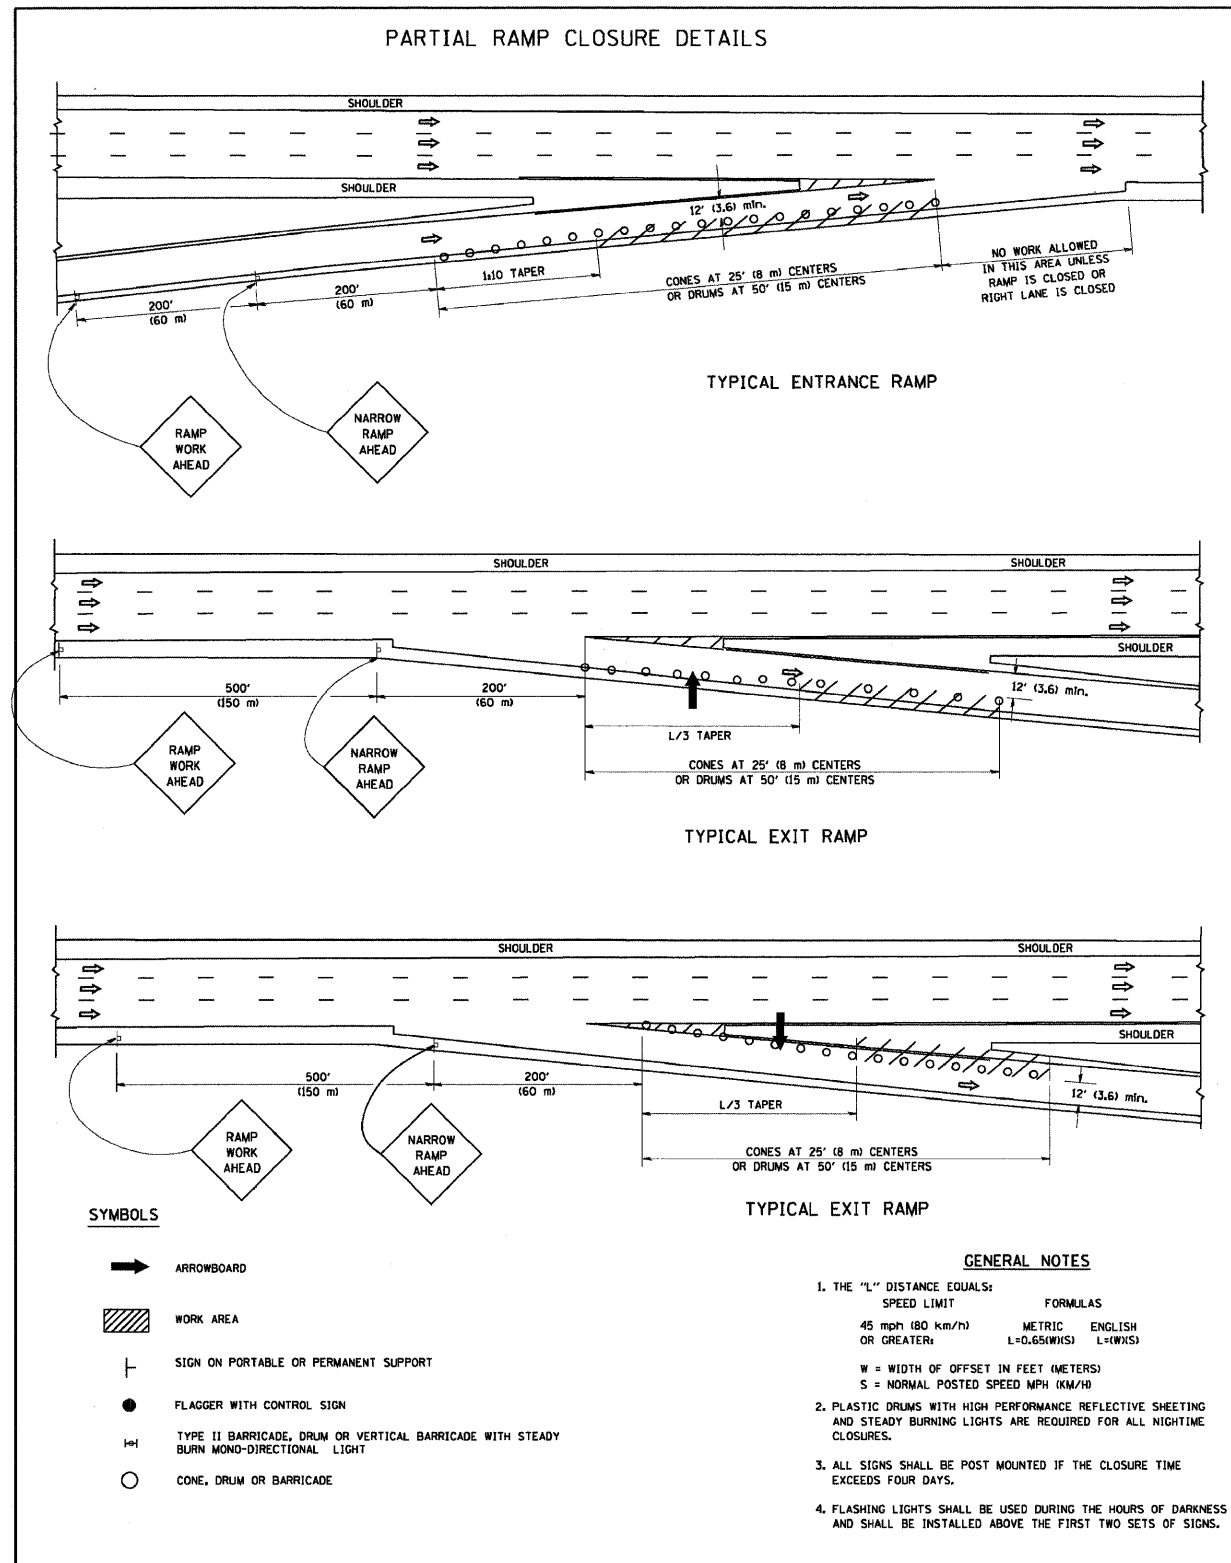 PARTIAL RAMP CLOSURE DETAILS
SHOULDER
SHOULDER
12' (3.6) min.
1:10 TAPER
CONES AT 25' (8 m) CENTERS
OR DRUMS AT 50' (15 m) CENTERS
NO WORK ALLOWED
IN THIS AREA UNLESS
RAMP IS CLOSED OR
RIGHT LANE IS CLOSED
200'
(60 m)
200'
(60 m)
TYPICAL ENTRANCE RAMP
RAMP
WORK
AHEAD
NARROW
RAMP
AHEAD
SHOULDER
SHOULDER
SHOULDER
500'
(150 m)
200'
(60 m)
12' (3.6) min.
L/3 TAPER
RAMP
WORK
AHEAD
NARROW
RAMP
AHEAD
CONES AT 25' (8 m) CENTERS
OR DRUMS AT 50' (15 m) CENTERS
TYPICAL EXIT RAMP
SHOULDER
SHOULDER
SHOULDER
500'
(150 m)
200'
(60 m)
12' (3.6) min.
L/3 TAPER
RAMP
WORK
AHEAD
NARROW
RAMP
AHEAD
CONES AT 25' (8 m) CENTERS
OR DRUMS AT 50' (15 m) CENTERS
TYPICAL EXIT RAMP
SYMBOLS
ARROWBOARD
WORK AREA
SIGN ON PORTABLE OR PERMANENT SUPPORT
FLAGGER WITH CONTROL SIGN
TYPE II BARRICADE, DRUM OR VERTICAL BARRICADE WITH STEADY
BURN MONO-DIRECTIONAL LIGHT
CONE, DRUM OR BARRICADE
GENERAL NOTES
1. THE "L" DISTANCE EQUALS:
SPEED LIMIT FORMULAS
45 mph (80 km/h) METRIC ENGLISH
OR GREATER: L=0.65(W)(S) L=(W)(S)
W = WIDTH OF OFFSET IN FEET (METERS)
S = NORMAL POSTED SPEED MPH (KM/H)
2. PLASTIC DRUMS WITH HIGH PERFORMANCE REFLECTIVE SHEETING
AND STEADY BURNING LIGHTS ARE REQUIRED FOR ALL NIGHTIME
CLOSURES.
3. ALL SIGNS SHALL BE POST MOUNTED IF THE CLOSURE TIME
EXCEEDS FOUR DAYS.
4. FLASHING LIGHTS SHALL BE USED DURING THE HOURS OF DARKNESS
AND SHALL BE INSTALLED ABOVE THE FIRST TWO SETS OF SIGNS.